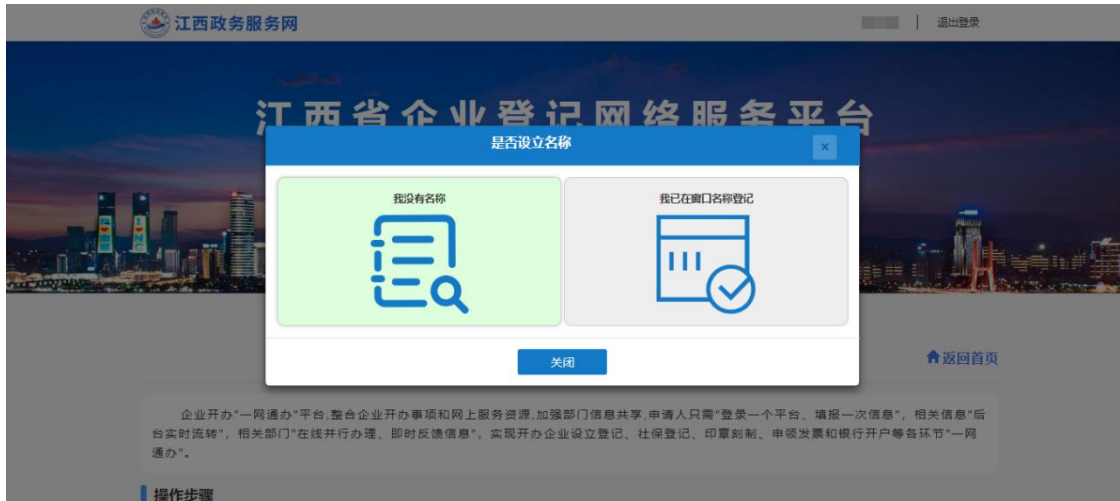 江西政务服务网
退出登录
江西省企业登记网络服务平台
是否设立名称
×
我没有名称
我已在窗口名称登记
关闭
返回首页
企业开办"一网通办"平台,整合企业开办事项和网上服务资源,加强部门信息共享,申请人只需"登录一个平台、填报一次信息", 相关信息"后
台实时流转", 相关部门"在线并行办理、即时反馈信息", 实现开办企业设立登记、社保登记、印章刻制、申领发票和银行开户等各环节"一网
通办"。
操作步骤